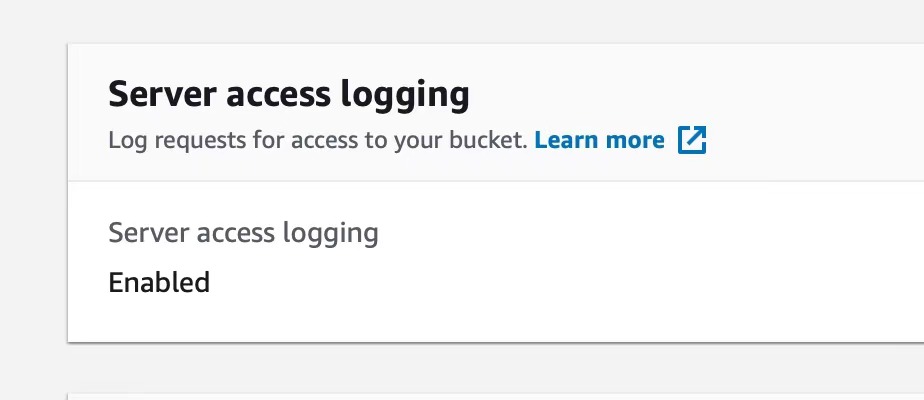 Server access logging
Log requests for access to your bucket. Learn more
Server access logging
Enabled